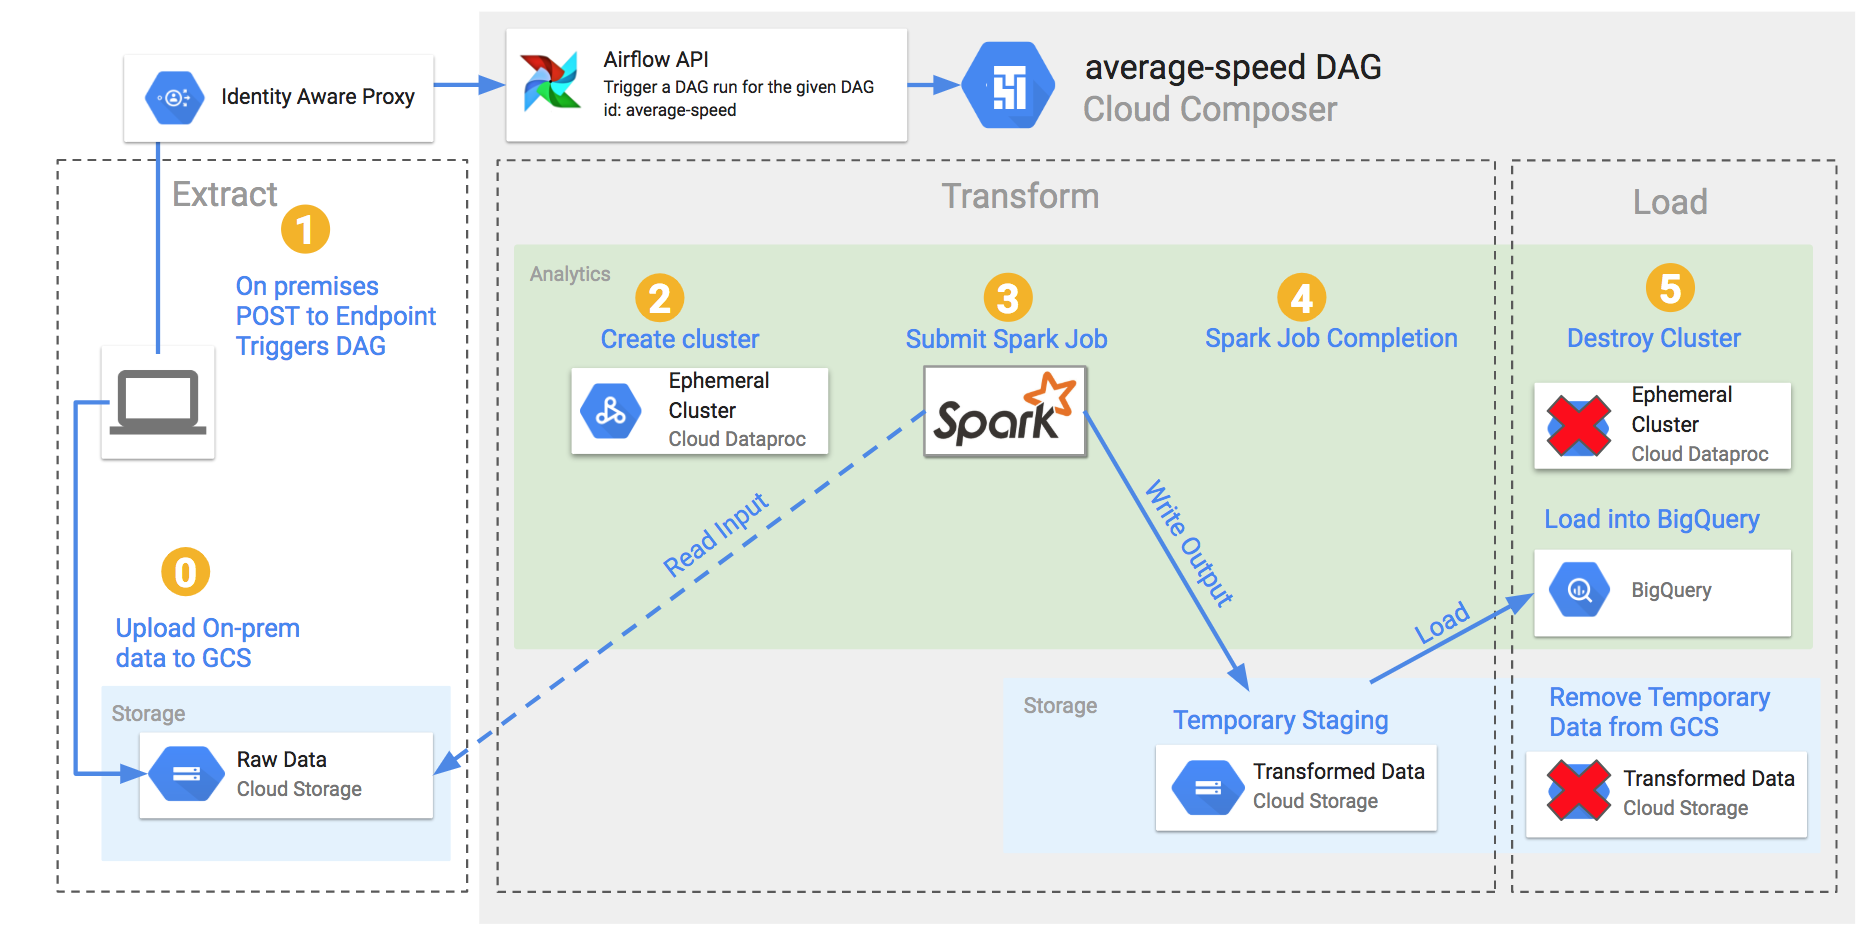 Identity Aware Proxy
Airflow API
Trigger a DAG run for the given DAG
id: average-speed
average-speed DAG
Cloud Composer
Extract
1
On premises
POST to Endpoint
Triggers DAG
0
Upload On-prem
data to GCS
Storage
Raw Data
Cloud Storage
Transform
Analytics
2
Create cluster
Ephemeral
Cluster
Cloud Dataproc
3
Submit Spark Job
Spark
4
Spark Job Completion
Read Input
Write Output
Load
Storage
Temporary Staging
Transformed Data
Cloud Storage
Load
5
Destroy Cluster
Ephemeral
Cluster
Cloud Dataproc
Load into BigQuery
BigQuery
Remove Temporary
Data from GCS
Transformed Data
Cloud Storage